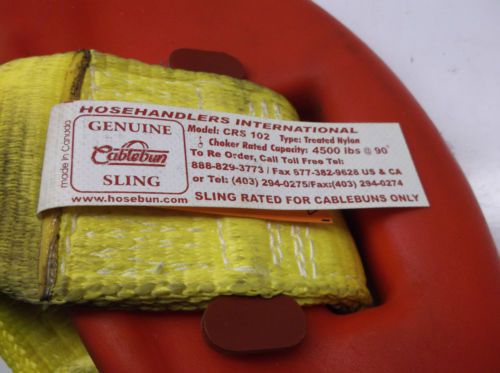 HOSEHANDLERS INTERNATIONAL
made in Canada
GENUINE
Cablebun
SLING
Model: CRS 102 Type: Treated Nylon
Choker Rated Capacity: 4500 lbs @ 90°
To Re Order, Call Toll Free Tel:
888-829-3773 / Fax 877-382-9628 US & CA
or Tel: (403) 294-0275/Fax:(403) 294-0274
www.hosebun.com SLING RATED FOR CABLEBUNS ONLY